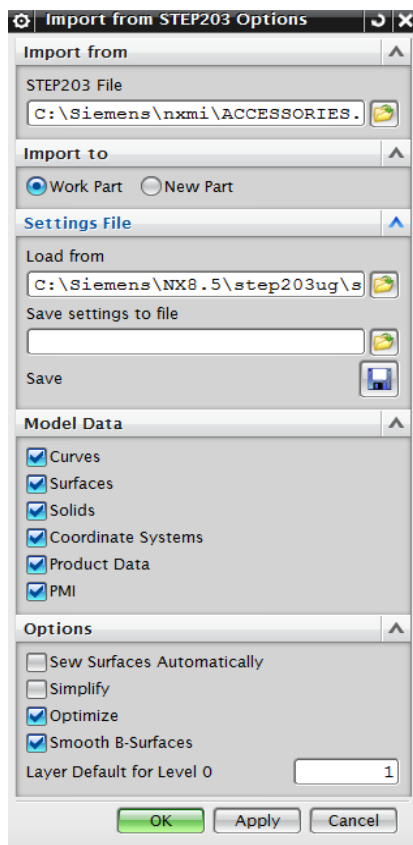 Import from STEP203 Options
Import from
STEP203 File
C:\Siemens\nxmi\ACCESSORIES.
Import to
Work Part New Part
Settings File
Load from
C:\Siemens\NX8.5\step203ug\s
Save settings to file
Save
Model Data
Curves
Surfaces
Solids
Coordinate Systems
Product Data
PMI
Options
Sew Surfaces Automatically
Simplify
Optimize
Smooth B-Surfaces
Layer Default for Level 0 1
OK Apply Cancel